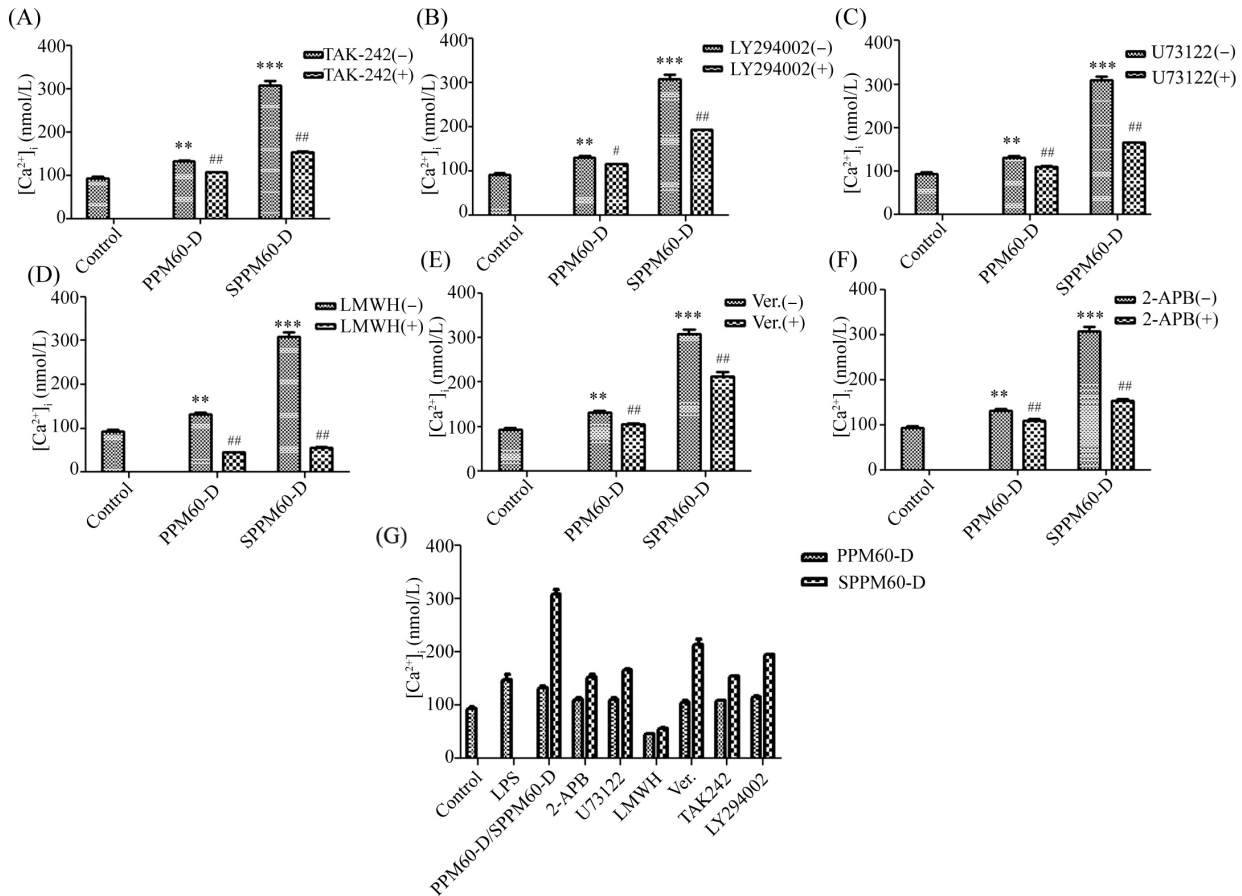 (A)
[Ca²⁺]ᵢ (nmol/L)
400
300
200
100
0
TAK-242(−)
TAK-242(+)
**
##
***
##
Control
PPM60-D
SPPM60-D
(B)
[Ca²⁺]ᵢ (nmol/L)
400
300
200
100
0
LY294002(−)
LY294002(+)
**
#
***
##
Control
PPM60-D
SPPM60-D
(C)
[Ca²⁺]ᵢ (nmol/L)
400
300
200
100
0
U73122(−)
U73122(+)
**
##
***
##
Control
PPM60-D
SPPM60-D
(D)
[Ca²⁺]ᵢ (nmol/L)
400
300
200
100
0
LMWH(−)
LMWH(+)
**
##
***
##
Control
PPM60-D
SPPM60-D
(E)
[Ca²⁺]ᵢ (nmol/L)
400
300
200
100
0
Ver.(−)
Ver.(+)
**
##
***
##
Control
PPM60-D
SPPM60-D
(F)
[Ca²⁺]ᵢ (nmol/L)
400
300
200
100
0
2-APB(−)
2-APB(+)
**
##
***
##
Control
PPM60-D
SPPM60-D
(G)
[Ca²⁺]ᵢ (nmol/L)
400
300
200
100
0
PPM60-D
SPPM60-D
Control
LPS
PPM60-D/SPPM60-D
2-APB
U73122
LMWH
Ver.
TAK242
LY294002